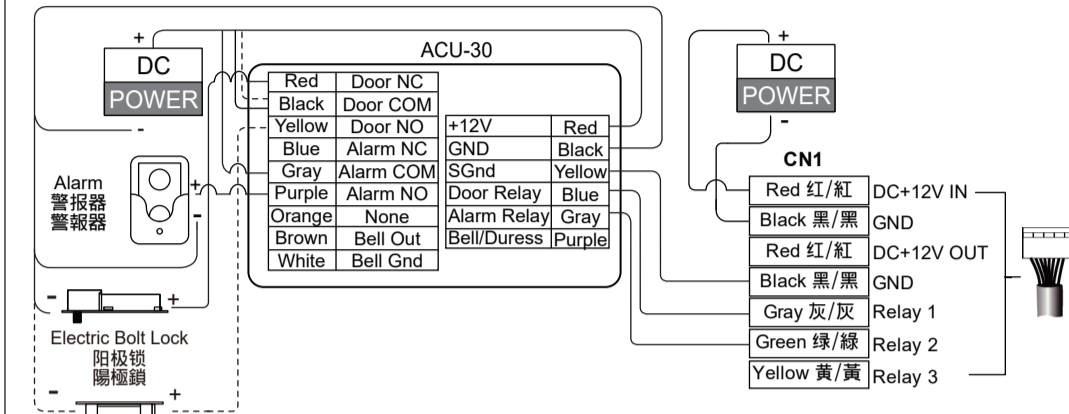 +
DC
POWER
-
Alarm
警报器
警報器
+
-
- +
Electric Bolt Lock
阳极锁
陽極鎖
- +
ACU-30
Red Door NC
Black Door COM
Yellow Door NO
Blue Alarm NC
Gray Alarm COM
Purple Alarm NO
Orange None
Brown Bell Out
White Bell Gnd
+12V Red
GND Black
SGnd Yellow
Door Relay Blue
Alarm Relay Gray
Bell/Duress Purple
+
DC
POWER
-
CN1
Red 红/紅 DC+12V IN
Black 黑/黑 GND
Red 红/紅 DC+12V OUT
Black 黑/黑 GND
Gray 灰/灰 Relay 1
Green 绿/綠 Relay 2
Yellow 黄/黃 Relay 3